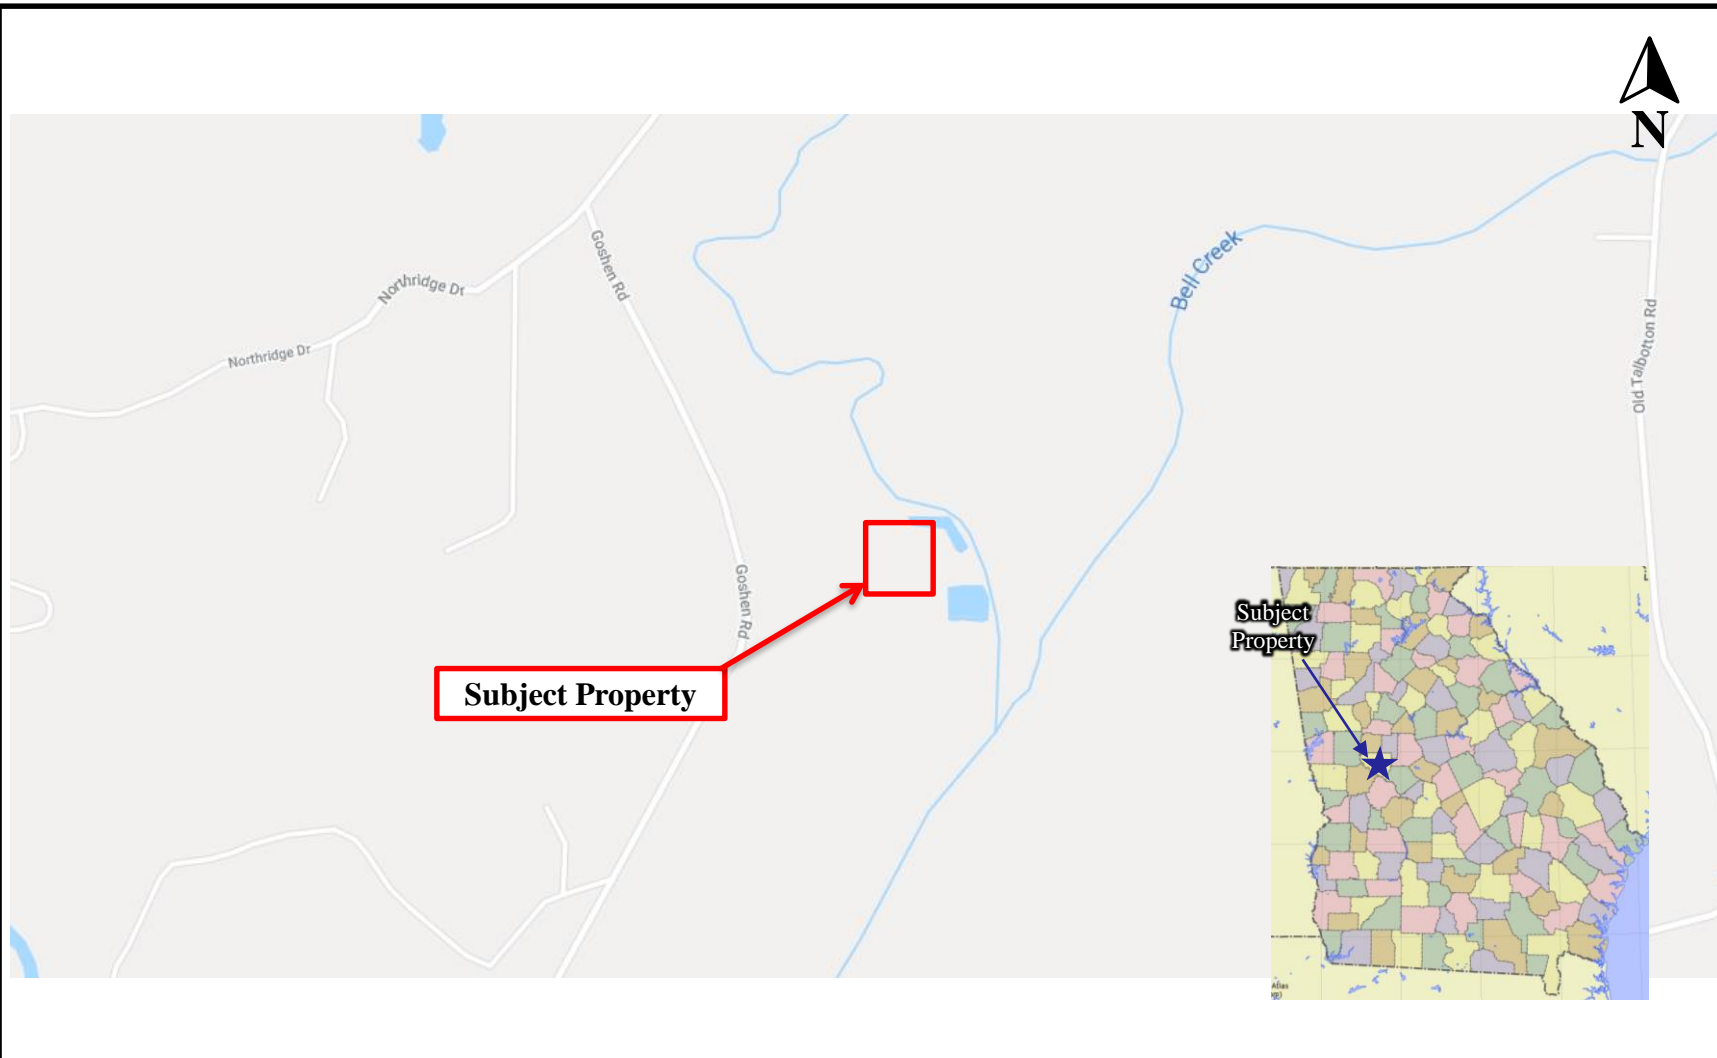 N
Goshen Rd
Bell Creek
Northridge Dr
Northridge Dr
Old Talbotton Rd
Goshen Rd
Subject
Property
Subject Property